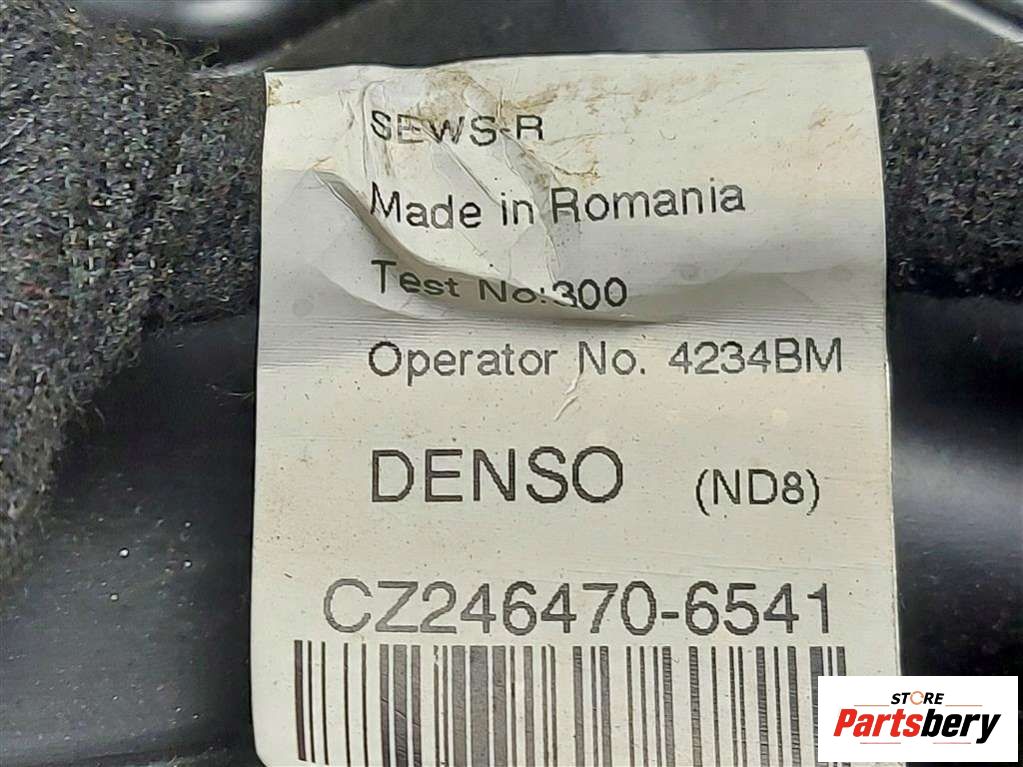 SEWS-R
Made in Romania
Test No:300
Operator No. 4234BM
DENSO (ND8)
CZ246470-6541
STORE
Partsbery